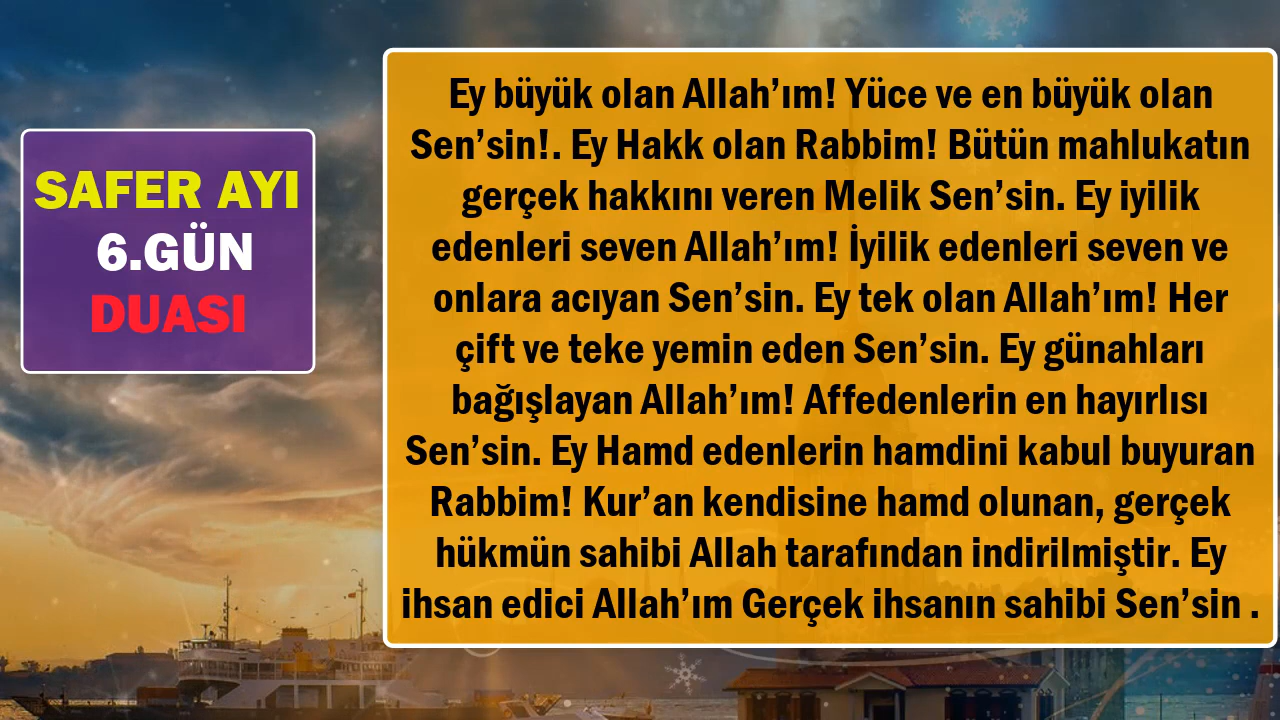 SAFER AYI
6.GÜN
DUASI
Ey büyük olan Allah’ım! Yüce ve en büyük olan
Sen’sin!. Ey Hakk olan Rabbim! Bütün mahlukatın
gerçek hakkını veren Melik Sen’sin. Ey iyilik
edenleri seven Allah’ım! İyilik edenleri seven ve
onlara acıyan Sen’sin. Ey tek olan Allah’ım! Her
çift ve teke yemin eden Sen’sin. Ey günahları
bağışlayan Allah’ım! Affedenlerin en hayırlısı
Sen’sin. Ey Hamd edenlerin hamdini kabul buyuran
Rabbim! Kur’an kendisine hamd olunan, gerçek
hükmün sahibi Allah tarafından indirilmiştir. Ey
ihsan edici Allah’ım Gerçek ihsanın sahibi Sen’sin .